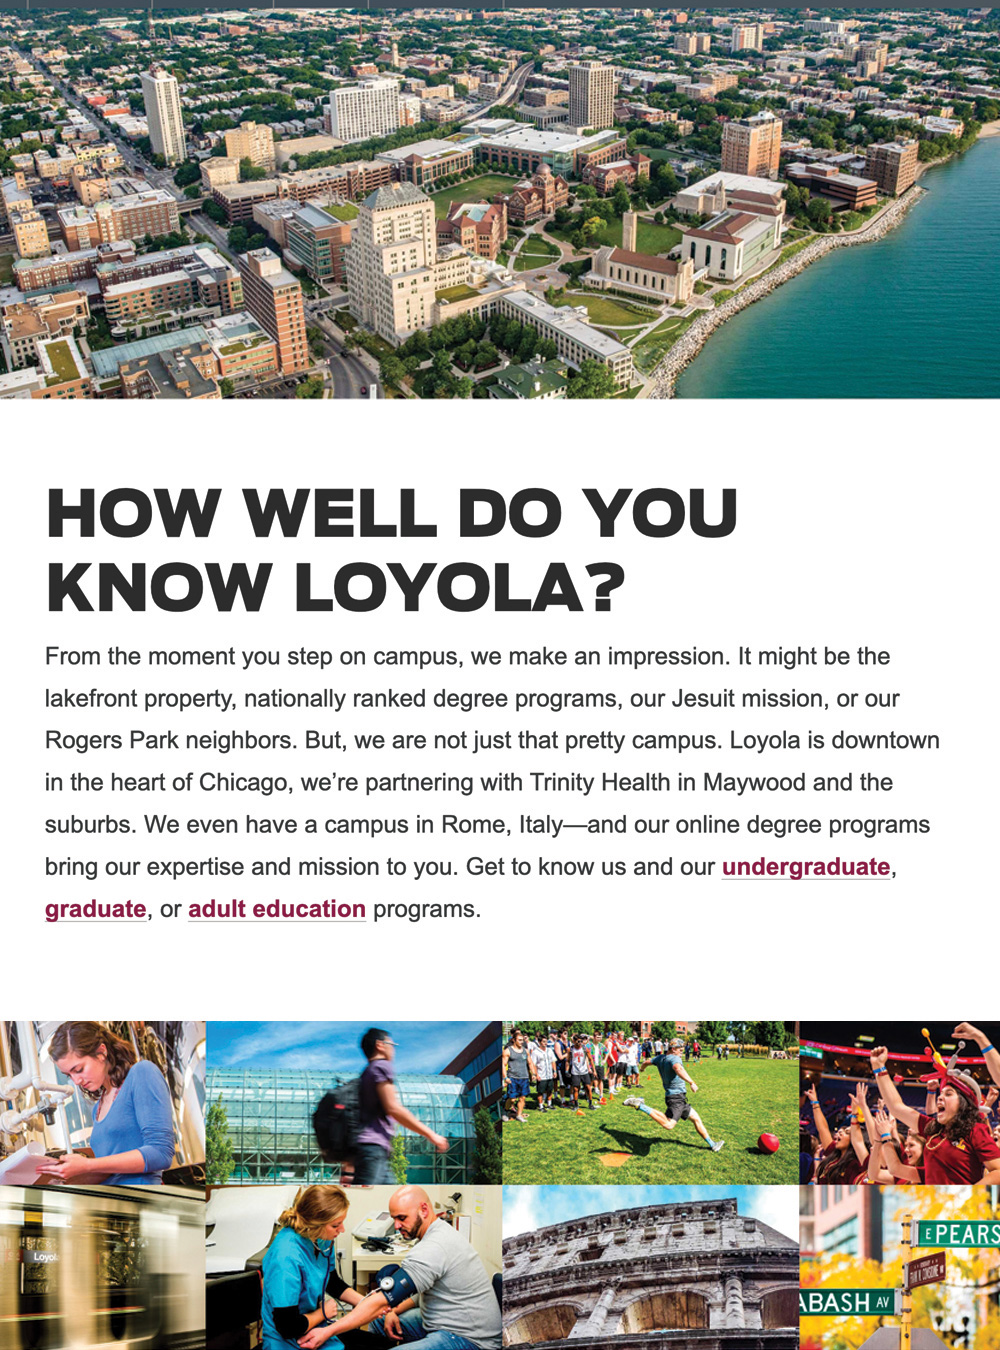 HOW WELL DO YOU
KNOW LOYOLA?
From the moment you step on campus, we make an impression. It might be the
lakefront property, nationally ranked degree programs, our Jesuit mission, or our
Rogers Park neighbors. But, we are not just that pretty campus. Loyola is downtown
in the heart of Chicago, we’re partnering with Trinity Health in Maywood and the
suburbs. We even have a campus in Rome, Italy—and our online degree programs
bring our expertise and mission to you. Get to know us and our undergraduate,
graduate, or adult education programs.
Loyol
E PEARS
ABASH AV